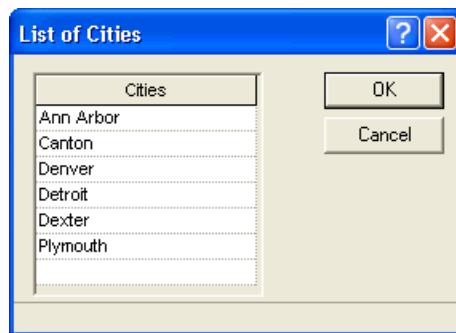 List of Cities
?
Cities
Ann Arbor
Canton
Denver
Detroit
Dexter
Plymouth
OK
Cancel